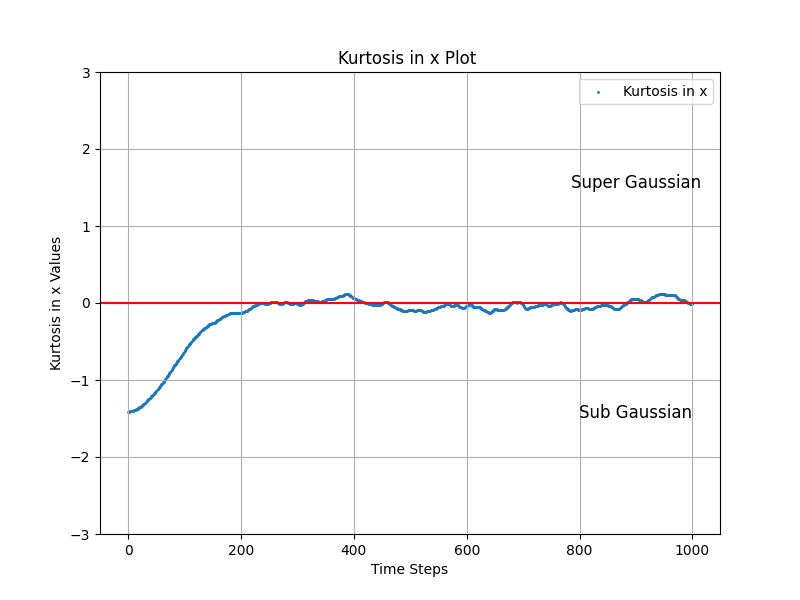 Kurtosis in x Plot
3
Kurtosis in x
2
Super Gaussian
1
Kurtosis in x Values
0
−1
Sub Gaussian
−2
−3
0 200 400 600 800 1000
Time Steps